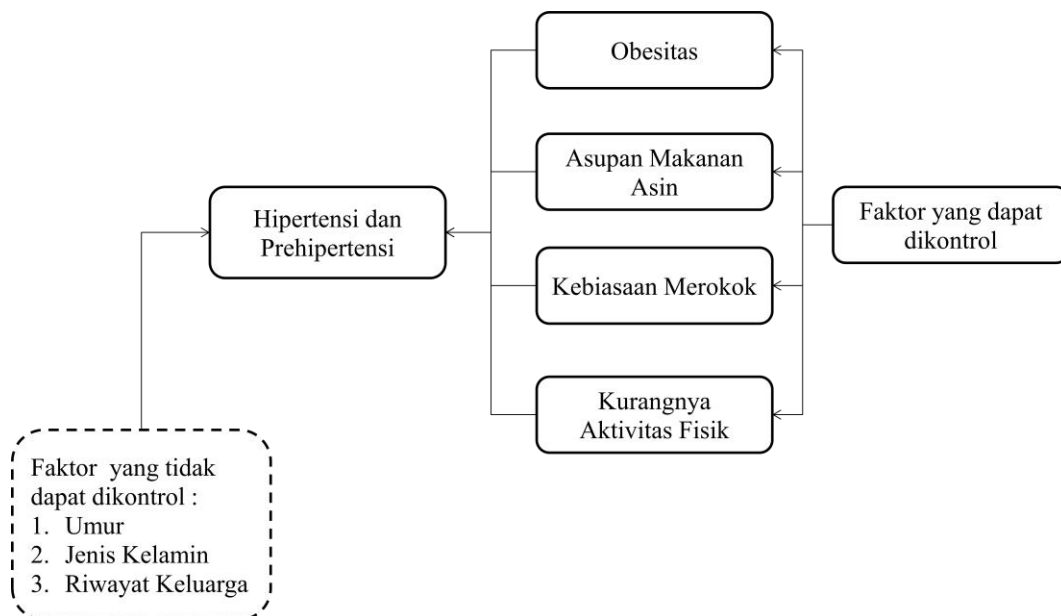 Obesitas
Asupan Makanan
Asin
Faktor yang dapat
dikontrol
Hipertensi dan
Prehipertensi
Kebiasaan Merokok
Kurangnya
Aktivitas Fisik
Faktor yang tidak
dapat dikontrol :
1. Umur
2. Jenis Kelamin
3. Riwayat Keluarga